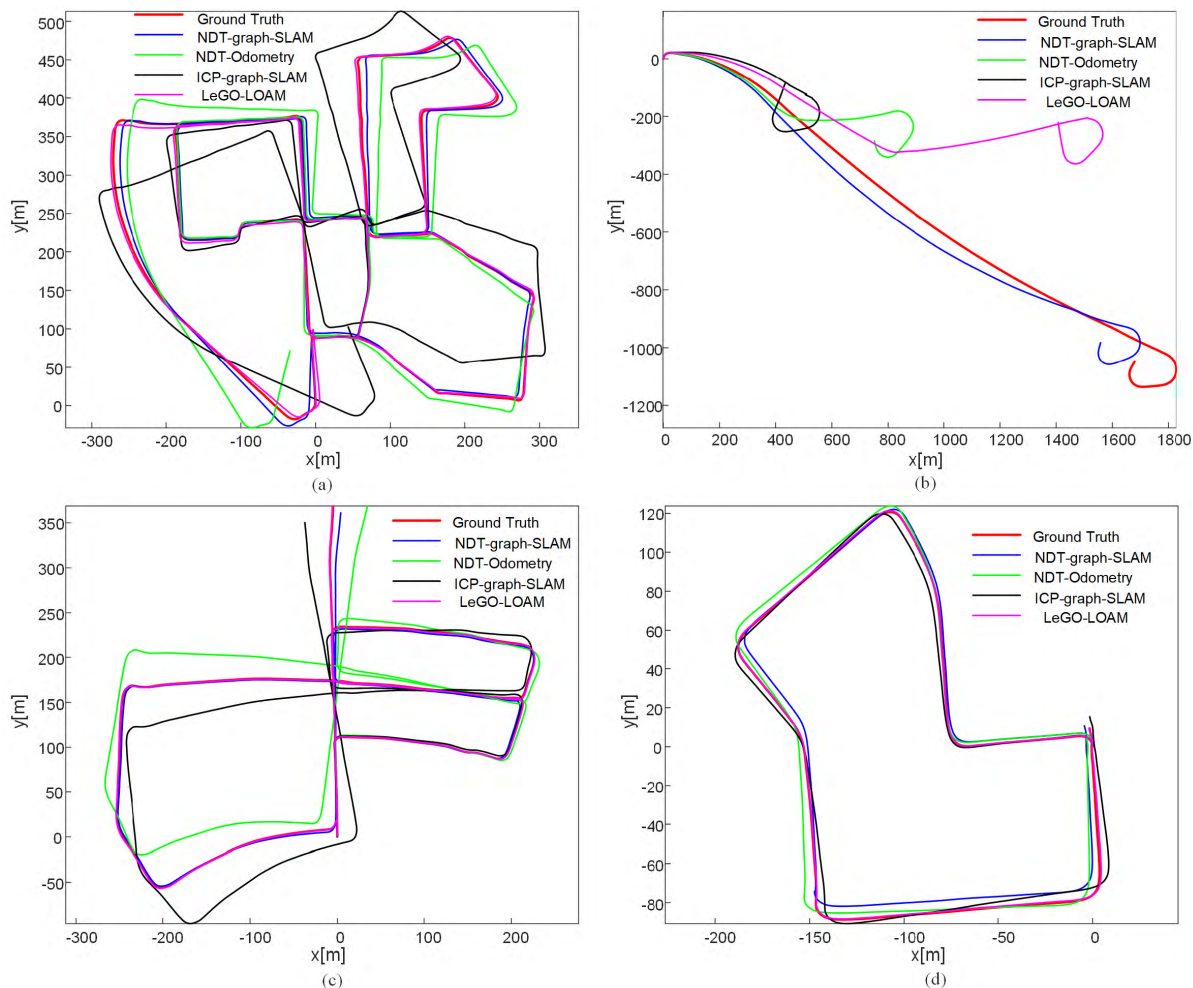 500
450
400
350
300
250
200
150
100
50
0
y[m]
-300
-200
-100
0
100
200
300
x[m]
Ground Truth
NDT-graph-SLAM
NDT-Odometry
ICP-graph-SLAM
LeGO-LOAM
(a)
0
-200
-400
-600
-800
-1000
-1200
y[m]
0
200
400
600
800
1000
1200
1400
1600
1800
x[m]
Ground Truth
NDT-graph-SLAM
NDT-Odometry
ICP-graph-SLAM
LeGO-LOAM
(b)
350
300
250
200
150
100
50
0
-50
y[m]
-300
-200
-100
0
100
200
x[m]
Ground Truth
NDT-graph-SLAM
NDT-Odometry
ICP-graph-SLAM
LeGO-LOAM
(c)
120
100
80
60
40
20
0
-20
-40
-60
-80
y[m]
-200
-150
-100
-50
0
x[m]
Ground Truth
NDT-graph-SLAM
NDT-Odometry
ICP-graph-SLAM
LeGO-LOAM
(d)